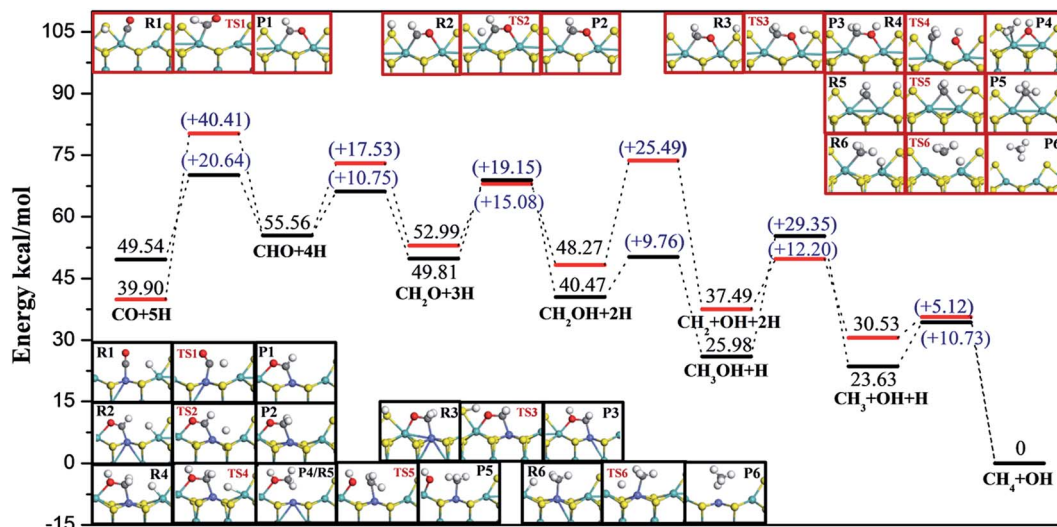 105
90
75
60
45
30
15
0
-15
Energy kcal/mol
R1
TS1
P1
R2
TS2
P2
R3
TS3
P3
R4
TS4
P4
R5
TS5
P5
R6
TS6
P6
(+40.41)
(+20.64)
(+17.53)
(+10.75)
(+19.15)
(+15.08)
(+25.49)
(+9.76)
(+29.35)
(+12.20)
(+5.12)
(+10.73)
49.54
39.90
CO+5H
55.56
CHO+4H
52.99
49.81
CH2O+3H
48.27
40.47
CH2OH+2H
37.49
CH2+OH+2H
25.98
CH3OH+H
30.53
23.63
CH3+OH+H
0
CH4+OH
R1
TS1
P1
R2
TS2
P2
R3
TS3
P3
R4
TS4
P4/R5
TS5
P5
R6
TS6
P6